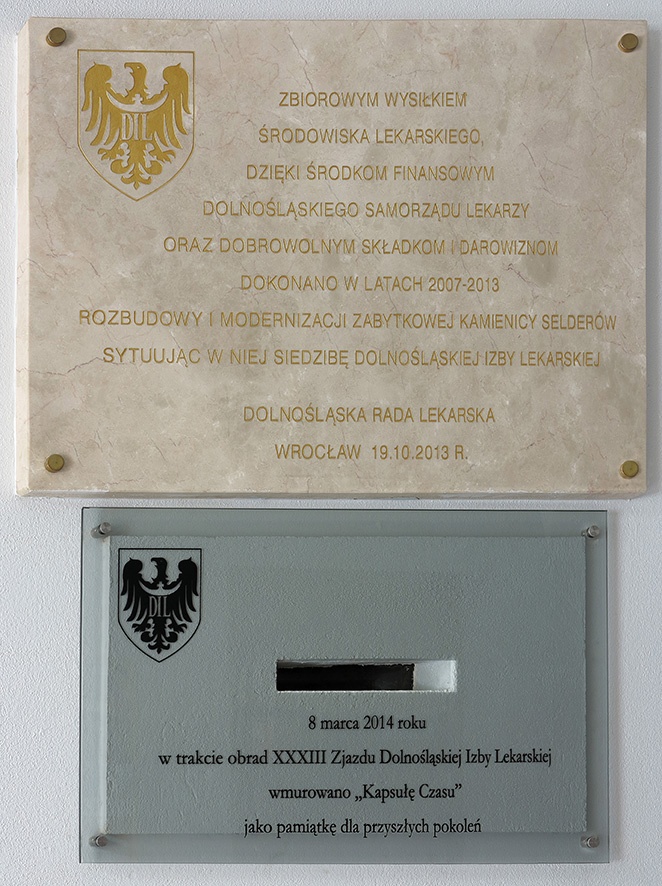 DIL
ZBIOROWYM WYSIŁKIEM
ŚRODOWISKA LEKARSKIEGO,
DZIĘKI ŚRODKOM FINANSOWYM
DOLNOŚLĄSKIEGO SAMORZĄDU LEKARZY
ORAZ DOBROWOLNYM SKŁADKOM I DAROWIZNOM
DOKONANO W LATACH 2007-2013
ROZBUDOWY I MODERNIZACJI ZABYTKOWEJ KAMIENICY SELDERÓW
SYTUUJĄC W NIEJ SIEDZIBĘ DOLNOŚLĄSKIEJ IZBY LEKARSKIEJ
DOLNOŚLĄSKA RADA LEKARSKA
WROCŁAW 19.10.2013 R.
DIL
8 marca 2014 roku
w trakcie obrad XXXIII Zjazdu Dolnośląskiej Izby Lekarskiej
wmurowano „Kapsułę Czasu”
jako pamiątkę dla przyszłych pokoleń